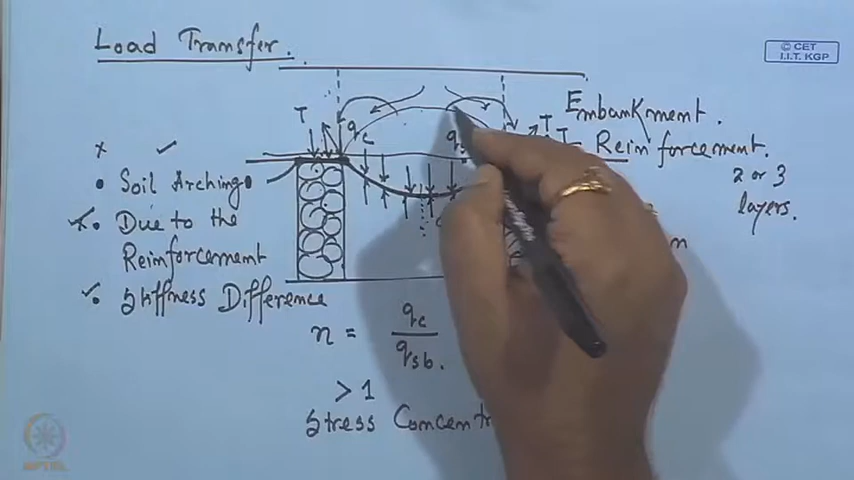 Load Transfer.
© CET
I.I.T. KGP
Embankment.
T
qc
T
T
Reinforcement.
2 or 3
layers.
x ✓
• Soil Arching
x • Due to the
Reinforcement
✓ • Stiffness Difference
n = qc
qsb.
> 1
Stress
NPTEL